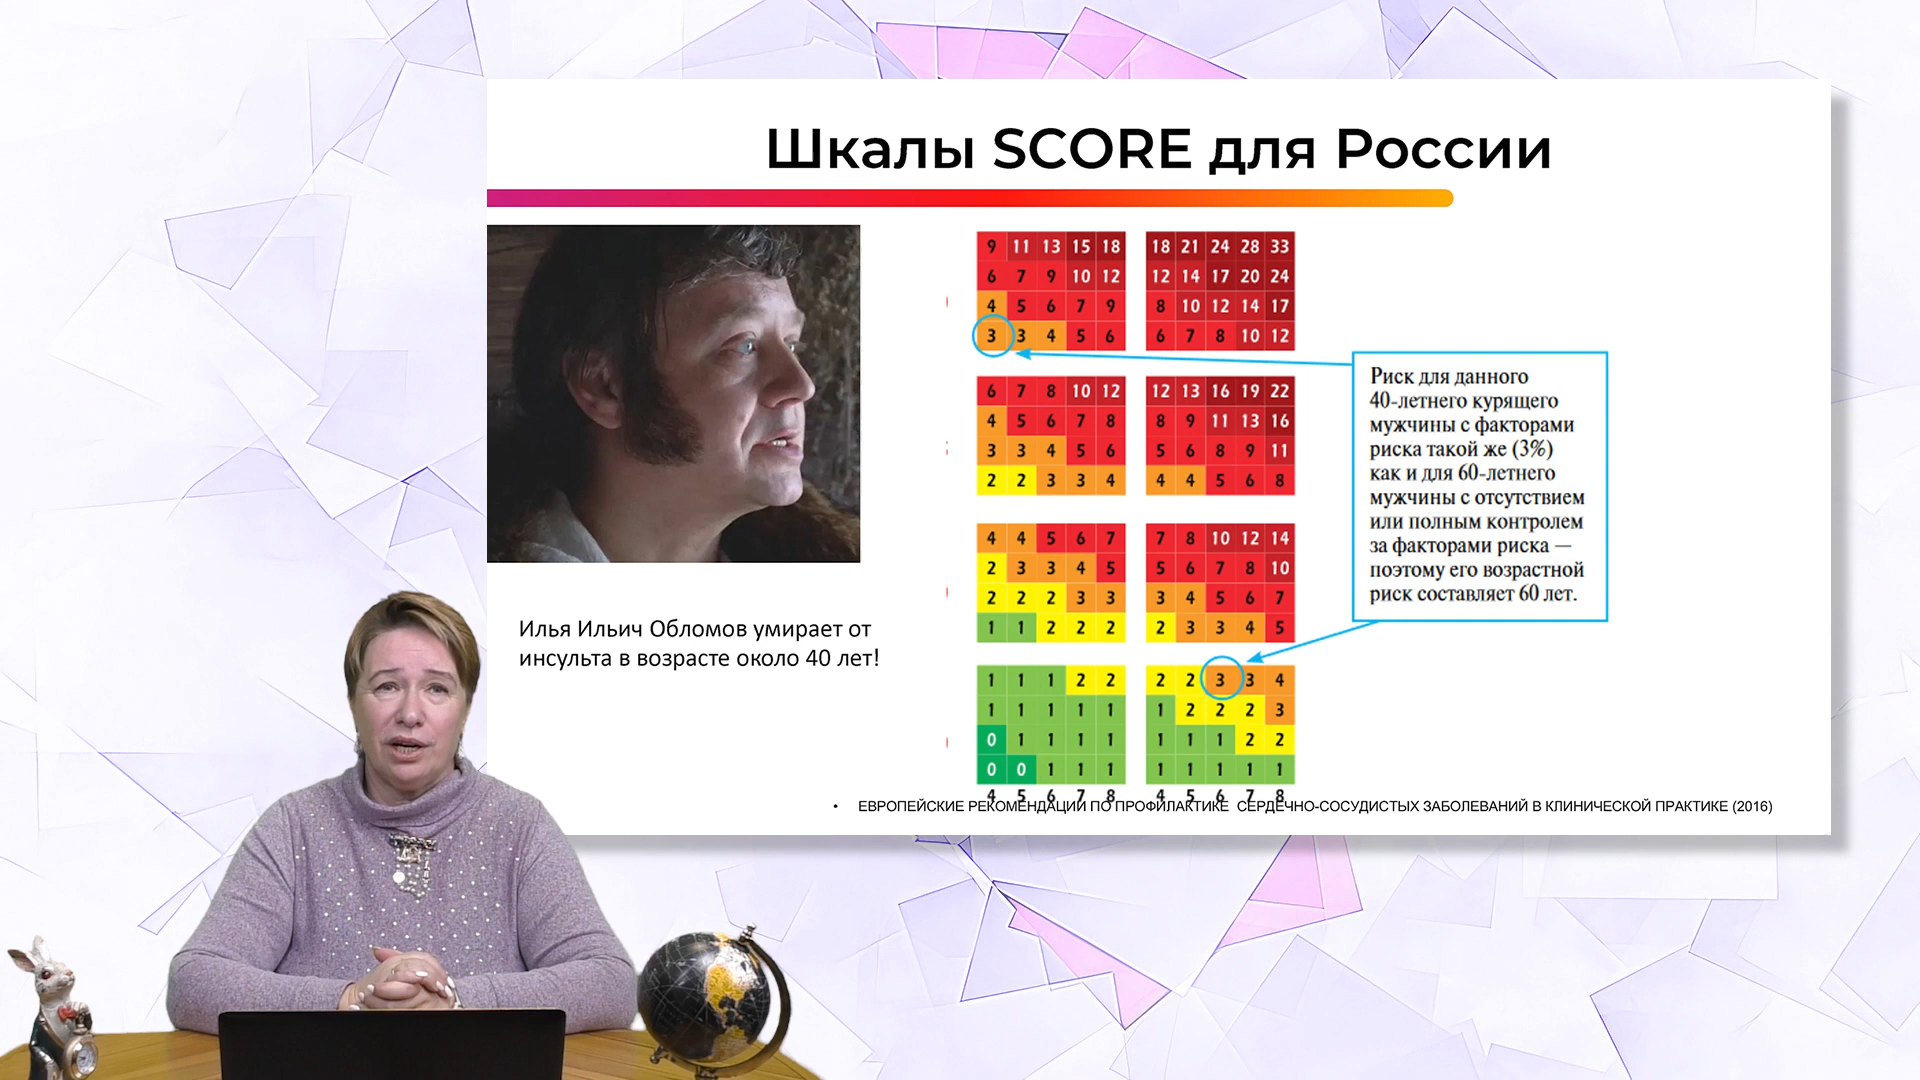 Шкалы SCORE для России
Илья Ильич Обломов умирает от
инсульта в возрасте около 40 лет!
9 11 13 15 18 18 21 24 28 33
6 7 9 10 12 12 14 17 20 24
4 5 6 7 9 8 10 12 14 17
3 3 4 5 6 6 7 8 10 12
6 7 8 10 12 12 13 16 19 22
4 5 6 7 8 8 9 11 13 16
3 3 4 5 6 5 6 8 9 11
2 2 3 3 4 4 4 5 6 8
4 4 5 6 7 7 8 10 12 14
2 3 3 4 5 5 6 7 8 10
2 2 2 3 3 3 4 5 6 7
1 1 2 2 2 2 3 3 4 5
1 1 1 2 2 2 2 3 3 4
1 1 1 1 1 1 2 2 2 3
0 1 1 1 1 1 1 1 2 2
0 0 1 1 1 1 1 1 1 1
4 5 6 7 8 4 5 6 7 8
Риск для данного
40-летнего курящего
мужчины с факторами
риска такой же (3%)
как и для 60-летнего
мужчины с отсутствием
или полным контролем
за факторами риска —
поэтому его возрастной
риск составляет 60 лет.
• ЕВРОПЕЙСКИЕ РЕКОМЕНДАЦИИ ПО ПРОФИЛАКТИКЕ СЕРДЕЧНО-СОСУДИСТЫХ ЗАБОЛЕВАНИЙ В КЛИНИЧЕСКОЙ ПРАКТИКЕ (2016)